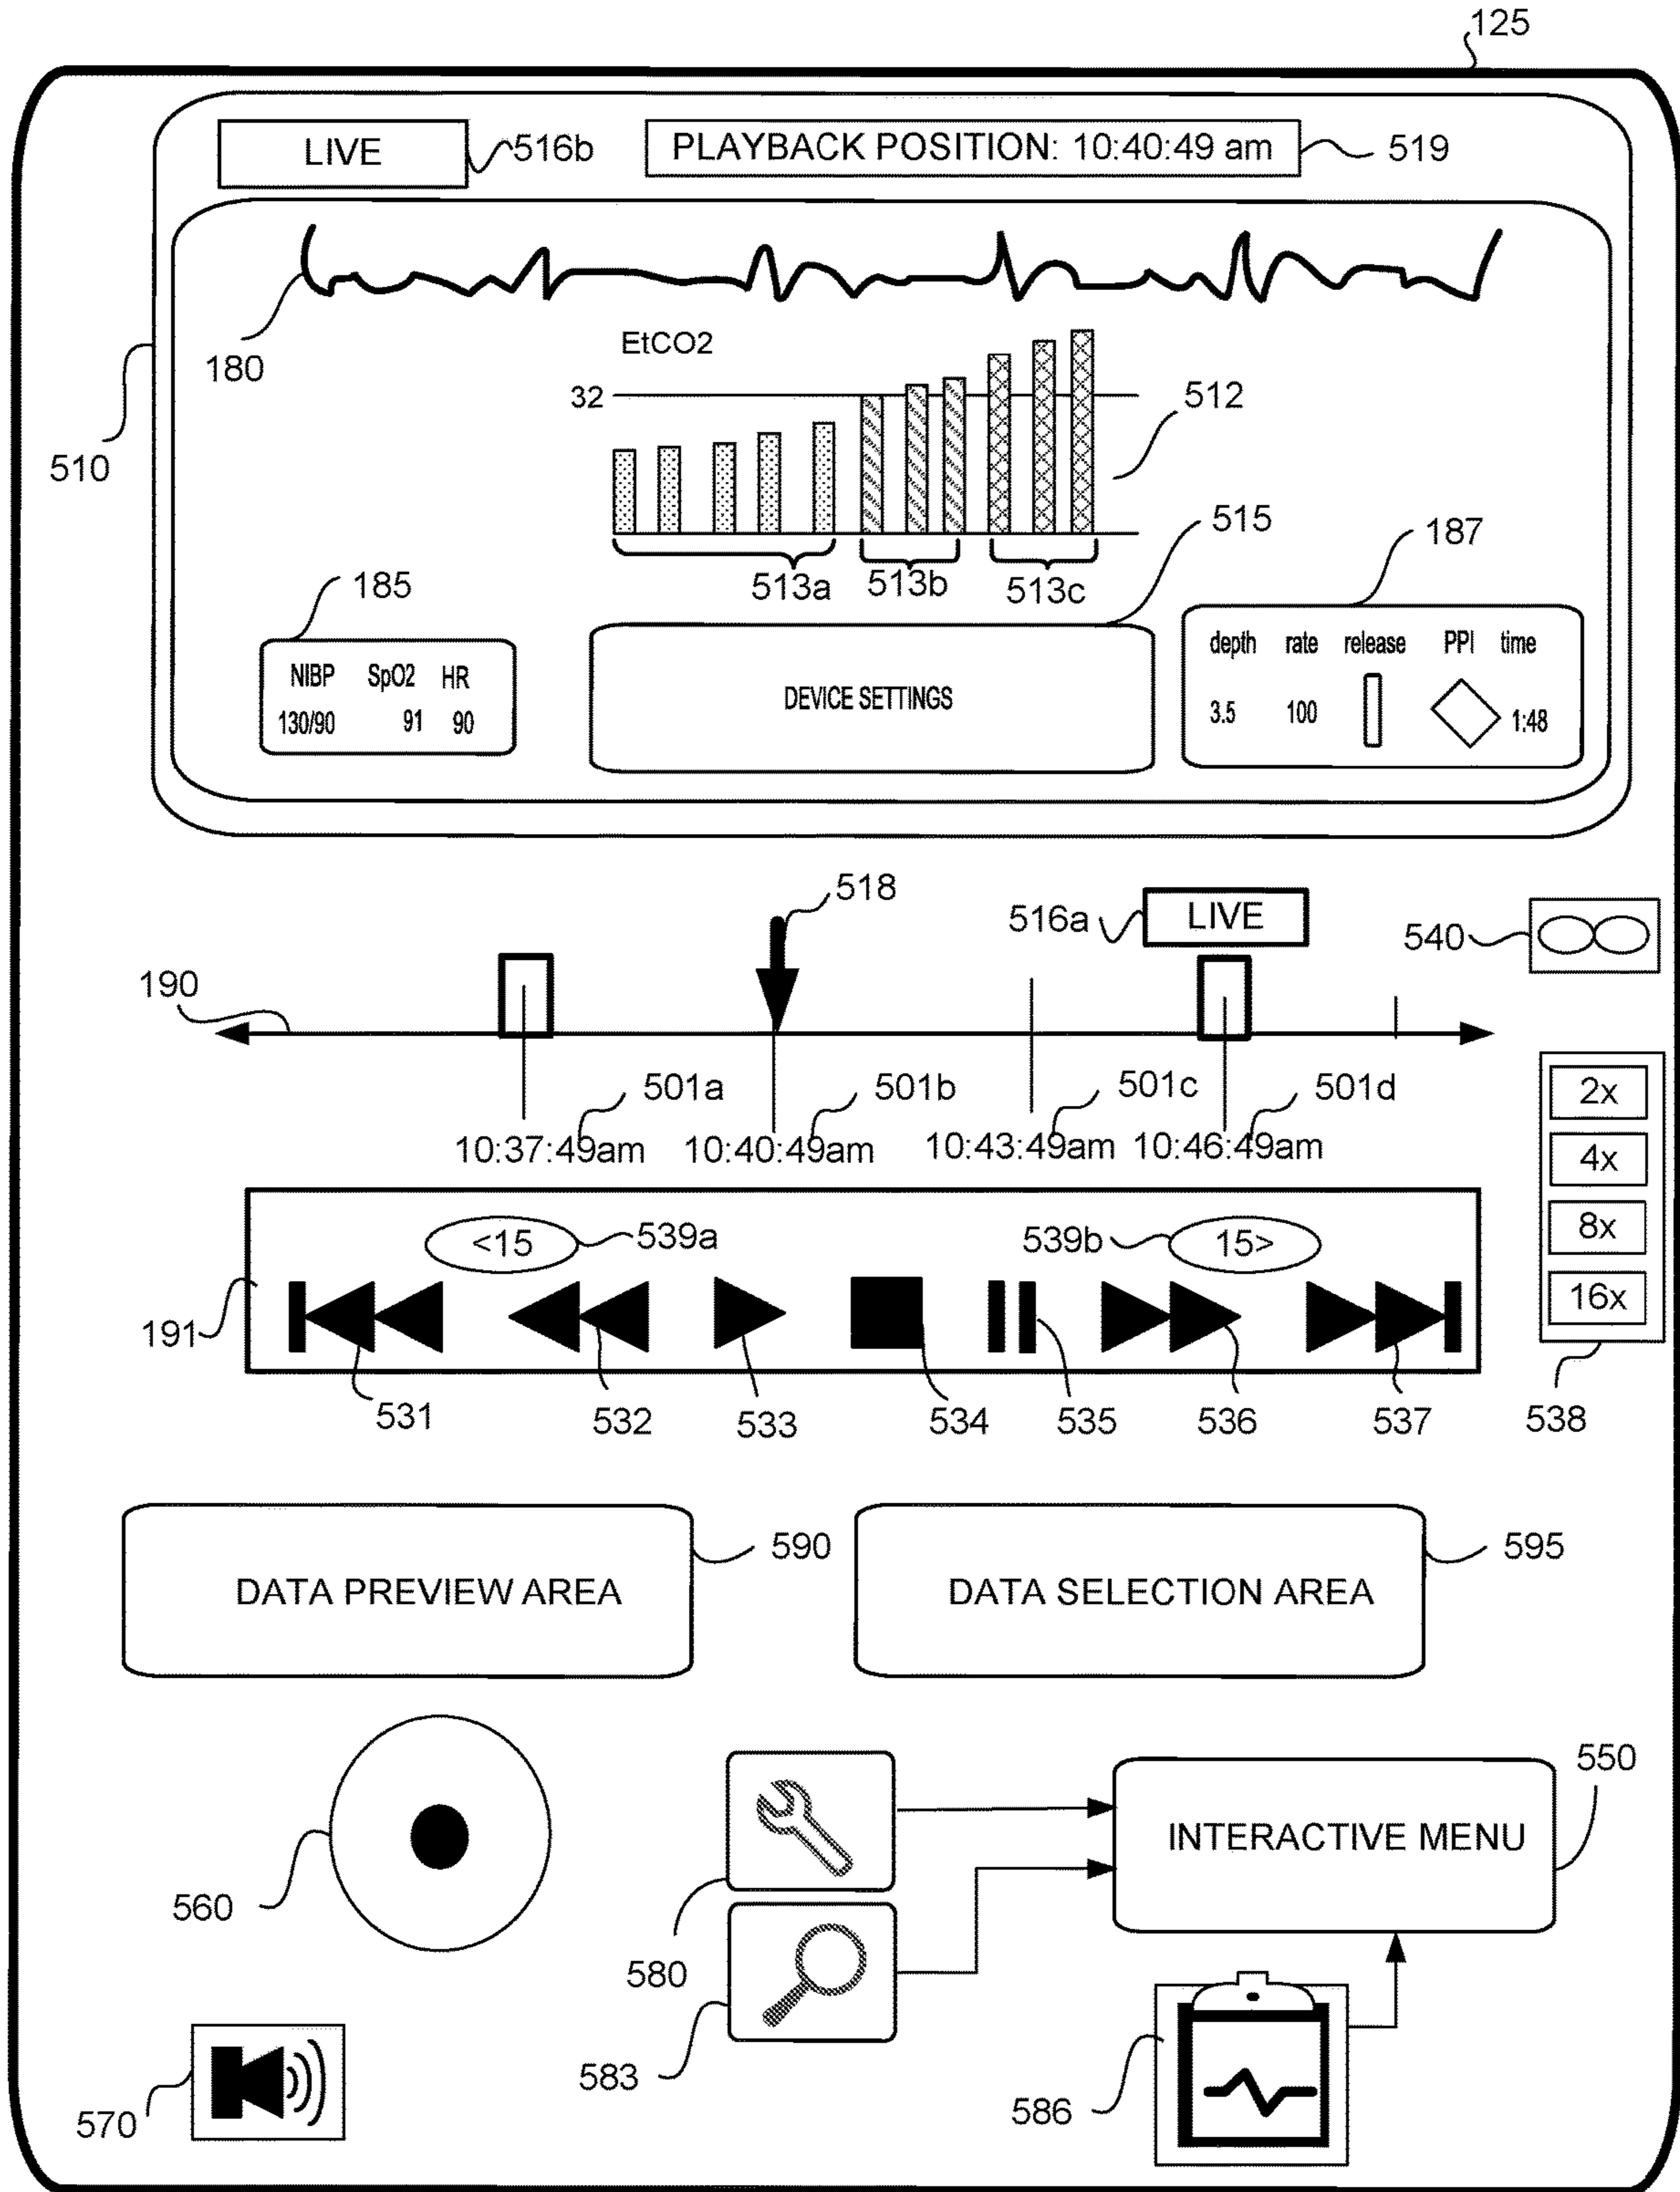 125
LIVE 516b PLAYBACK POSITION: 10:40:49 am 519
180
EtCO2
32
512
510
515
187
513a 513b 513c
185
NIBP SpO2 HR
130/90 91 90
DEVICE SETTINGS
depth rate release PPI time
3.5 100 1:48
518
516a LIVE
540
190
501a 501b 501c 501d
10:37:49am 10:40:49am 10:43:49am 10:46:49am
2x
4x
8x
16x
538
<15 539a 539b 15>
191
531 532 533 534 535 536 537
DATA PREVIEW AREA 590
DATA SELECTION AREA 595
550
INTERACTIVE MENU
560
580
583
570
586